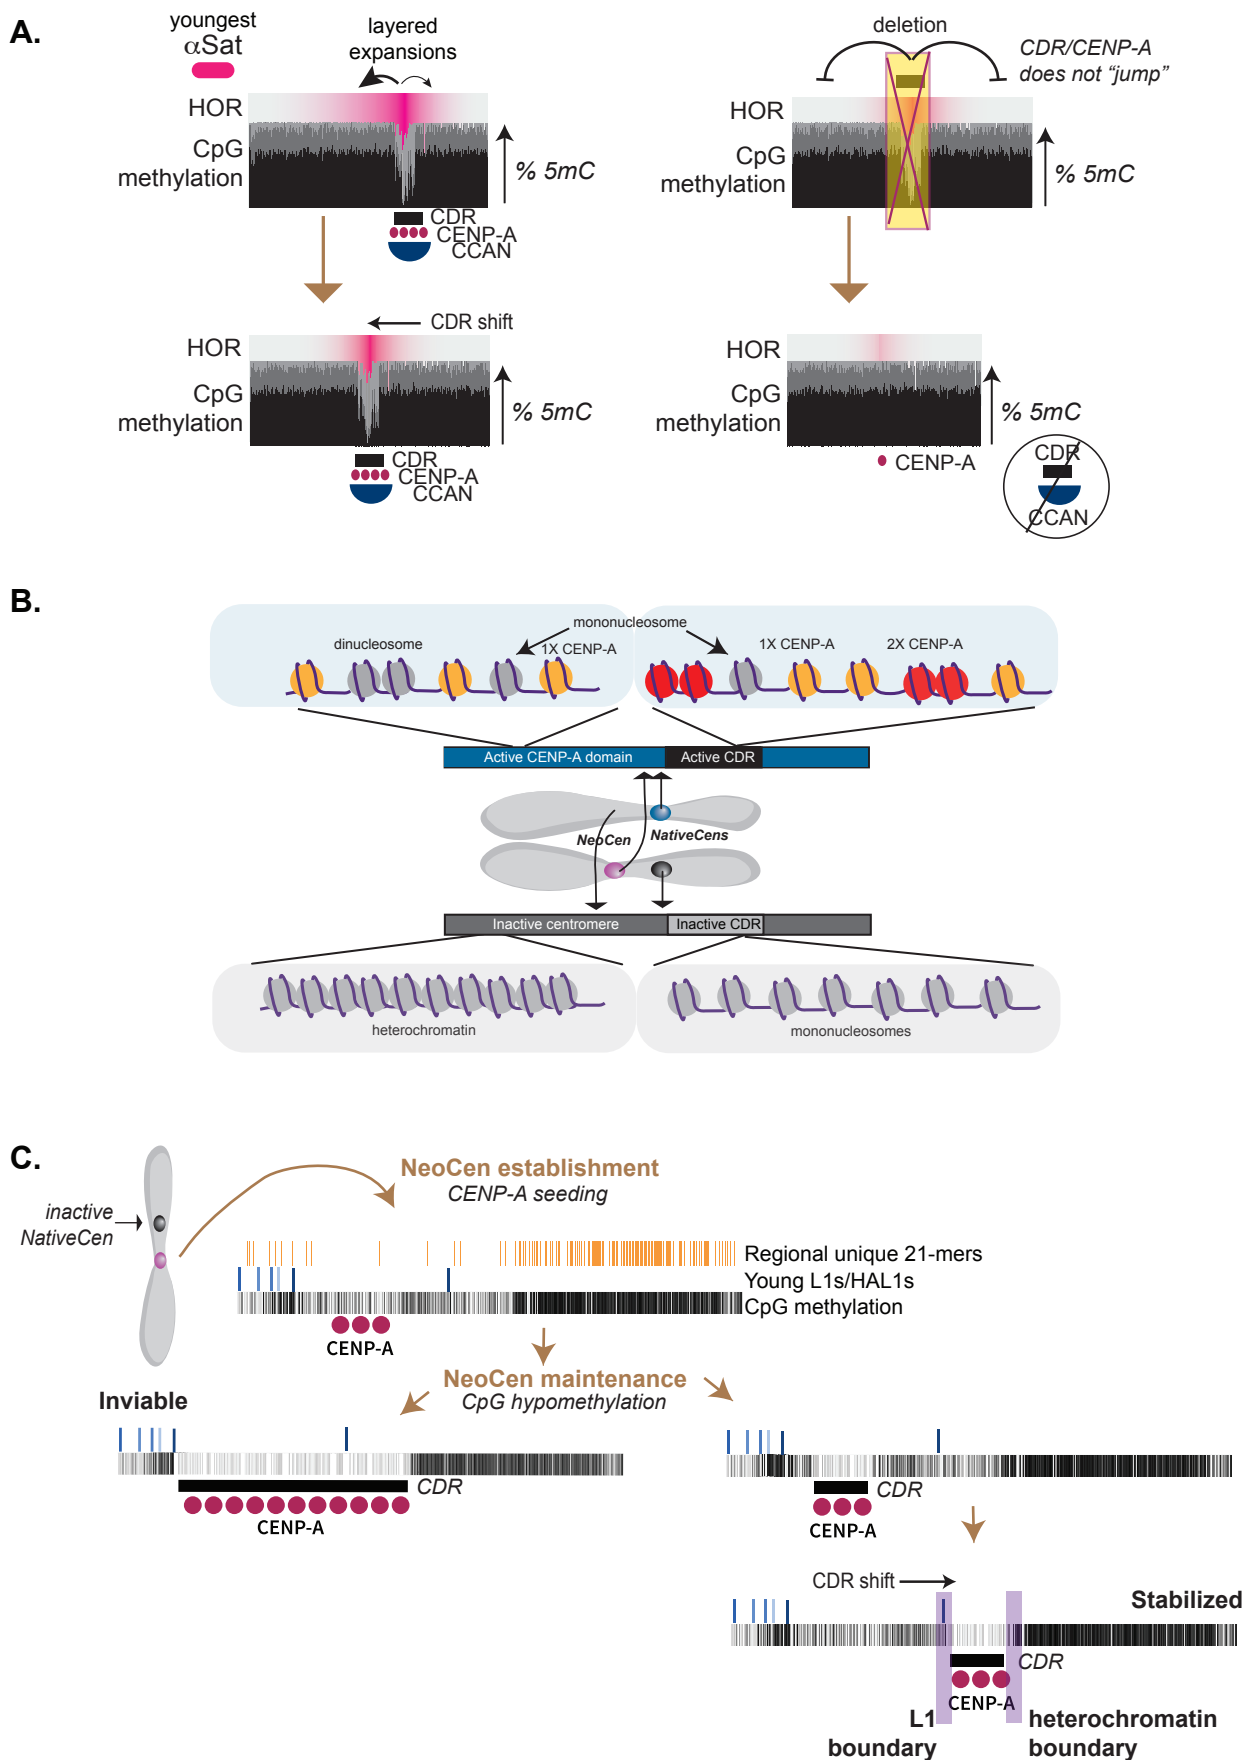 A.
youngest
αSat
layered
expansions
HOR
CpG
methylation
% 5mC
CDR
CENP-A
CCAN
CDR shift
HOR
CpG
methylation
% 5mC
CDR
CENP-A
CCAN
deletion
CDR/CENP-A
does not "jump"
HOR
CpG
methylation
% 5mC
HOR
CpG
methylation
% 5mC
CENP-A
CDR
CCAN
B.
mononucleosome
dinucleosome
1X CENP-A
1X CENP-A
2X CENP-A
Active CENP-A domain
Active CDR
NeoCen
NativeCens
Inactive centromere
Inactive CDR
heterochromatin
mononucleosomes
C.
inactive
NativeCen
NeoCen establishment
CENP-A seeding
Regional unique 21-mers
Young L1s/HAL1s
CpG methylation
CENP-A
NeoCen maintenance
CpG hypomethylation
Inviable
CDR
CENP-A
CDR
CENP-A
CDR shift
Stabilized
CDR
CENP-A
L1
boundary
heterochromatin
boundary